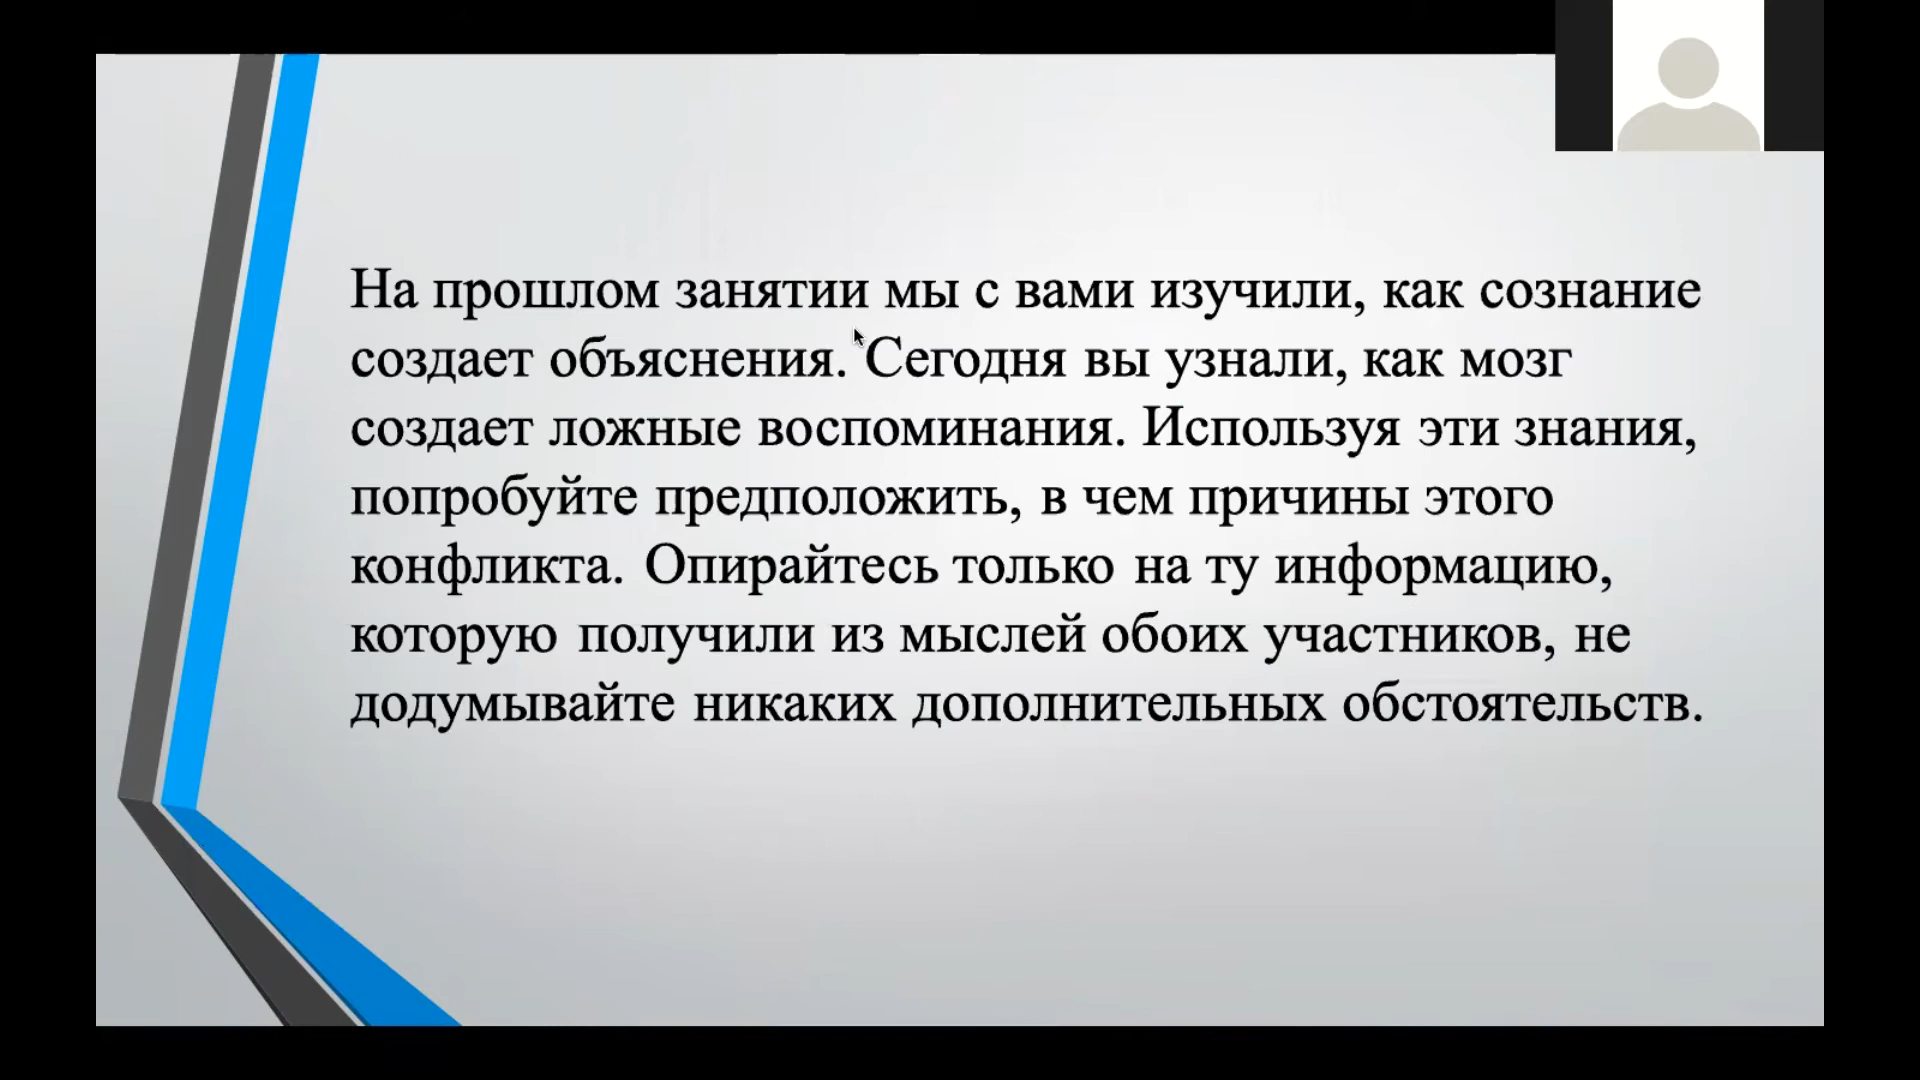 На прошлом занятии мы с вами изучили, как сознание
создает объяснения. Сегодня вы узнали, как мозг
создает ложные воспоминания. Используя эти знания,
попробуйте предположить, в чем причины этого
конфликта. Опирайтесь только на ту информацию,
которую получили из мыслей обоих участников, не
додумывайте никаких дополнительных обстоятельств.